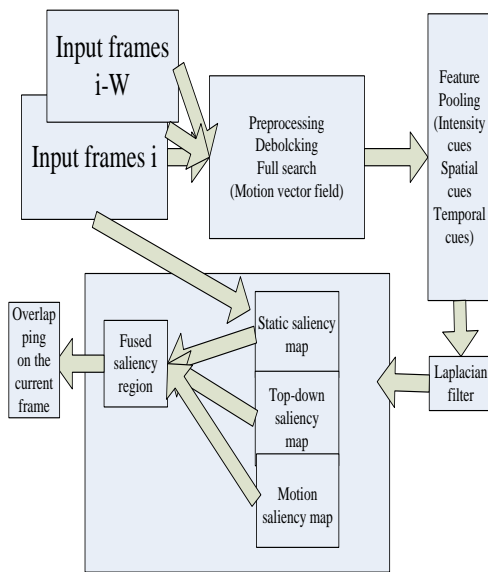 Input frames
i-W
Input frames i
Preprocessing
Debolcking
Full search
(Motion vector field)
Feature
Pooling
(Intensity
cues
Spatial
cues
Temporal
cues)
Laplacian
filter
Static saliency
map
Top-down
saliency
map
Motion
saliency map
Fused
saliency
region
Overlap
ping
on the
current
frame